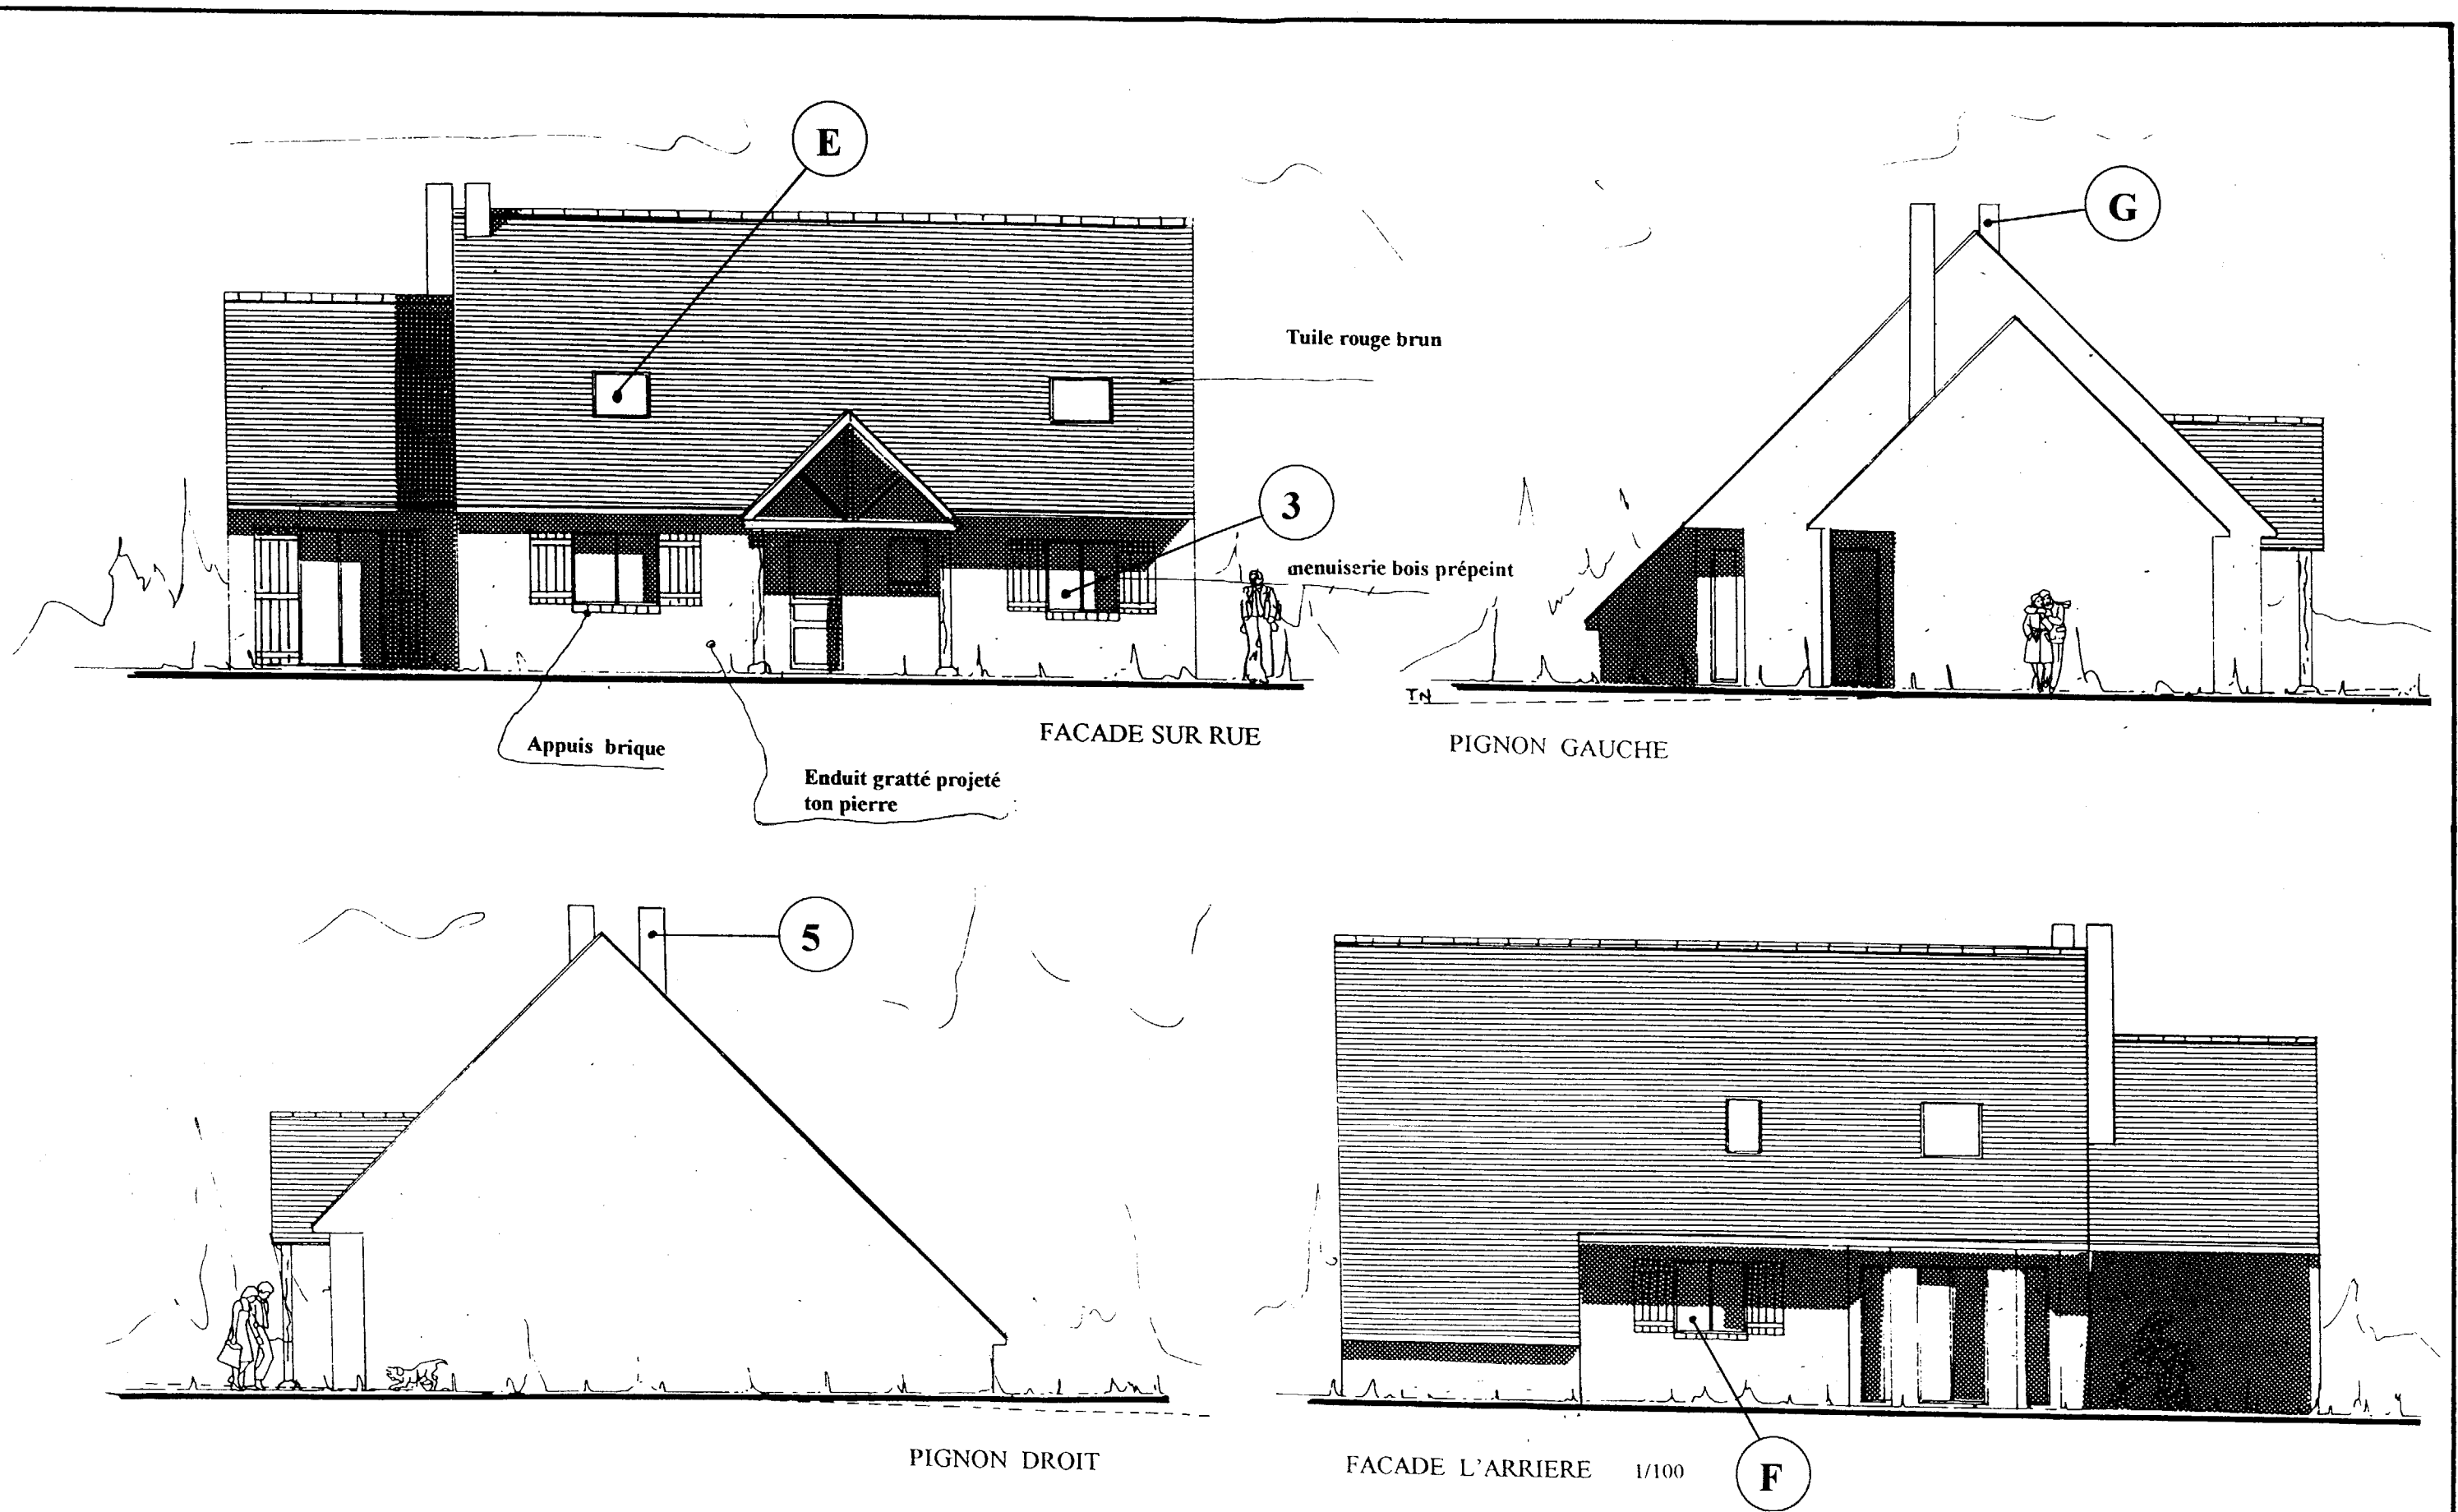 E
G
Tuile rouge brun
3
menuiserie bois prépeint
TN
FACADE SUR RUE
PIGNON GAUCHE
Appuis brique
Enduit gratté projeté
ton pierre
5
PIGNON DROIT
FACADE L'ARRIERE 1/100
F